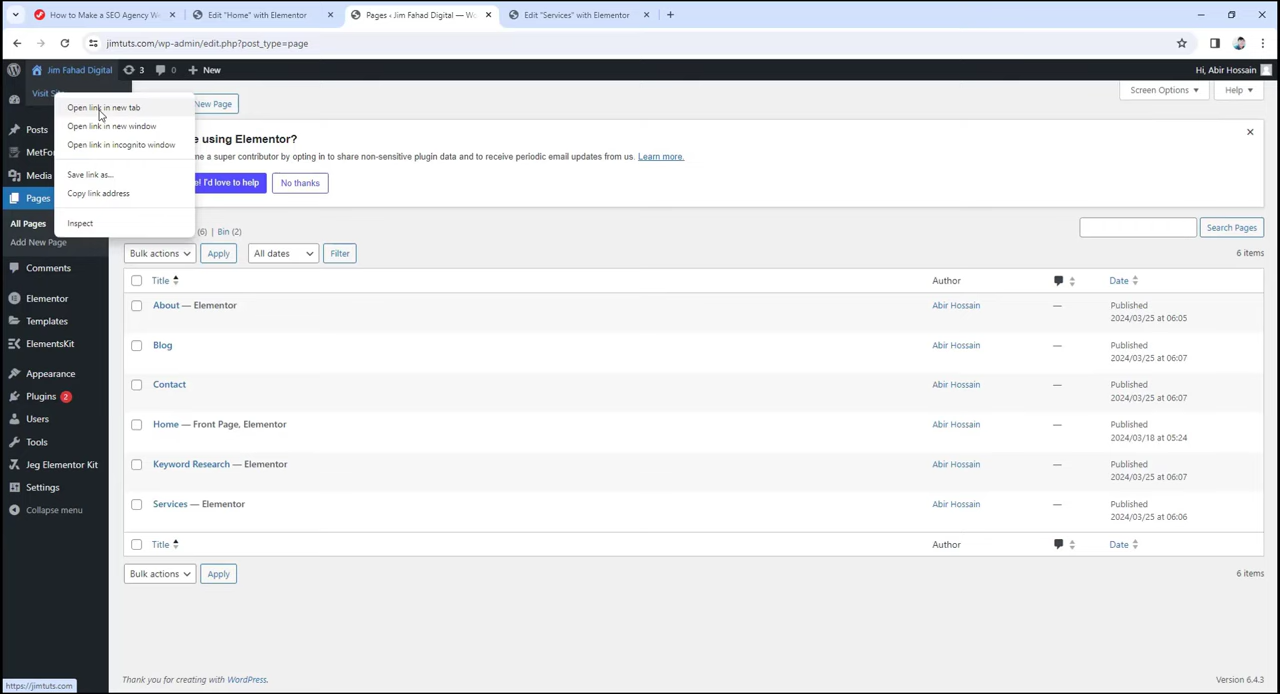 How to Make a SEO Agency W
Edit "Home" with Elementor
Pages ‹ Jim Fahad Digital — Wo
Edit "Services" with Elementor
jimtuts.com/wp-admin/edit.php?post_type=page
Jim Fahad Digital
3
0
New
Hi, Abir Hossain
Visit
New Page
Screen Options
Help
Open link in new tab
Open link in new window
Open link in incognito window
Save link as...
Copy link address
Inspect
Posts
Media
Pages
All Pages
Add New Page
Comments
Elementor
Templates
ElementsKit
Appearance
Plugins 2
Users
Tools
Jeg Elementor Kit
Settings
Collapse menu
using Elementor?
me a super contributor by opting in to share non-sensitive plugin data and to receive periodic email updates from us. Learn more.
I'd love to help
No thanks
(6) | Bin (2)
Search Pages
Bulk actions
Apply
All dates
Filter
6 items
Title
Author
Date
About — Elementor
Abir Hossain
—
Published
2024/03/25 at 06:05
Blog
Abir Hossain
—
Published
2024/03/25 at 06:07
Contact
Abir Hossain
—
Published
2024/03/25 at 06:07
Home — Front Page, Elementor
Abir Hossain
—
Published
2024/03/18 at 05:24
Keyword Research — Elementor
Abir Hossain
—
Published
2024/03/25 at 06:07
Services — Elementor
Abir Hossain
—
Published
2024/03/25 at 06:06
Title
Author
Date
Bulk actions
Apply
6 items
Thank you for creating with WordPress.
Version 6.4.3
https://jimtuts.com